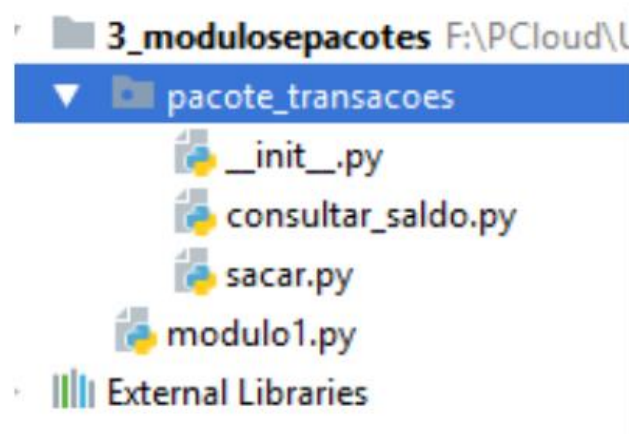 3_modulosepacotes F:\PCloud\
pacote_transacoes
__init__.py
consultar_saldo.py
sacar.py
modulo1.py
External Libraries